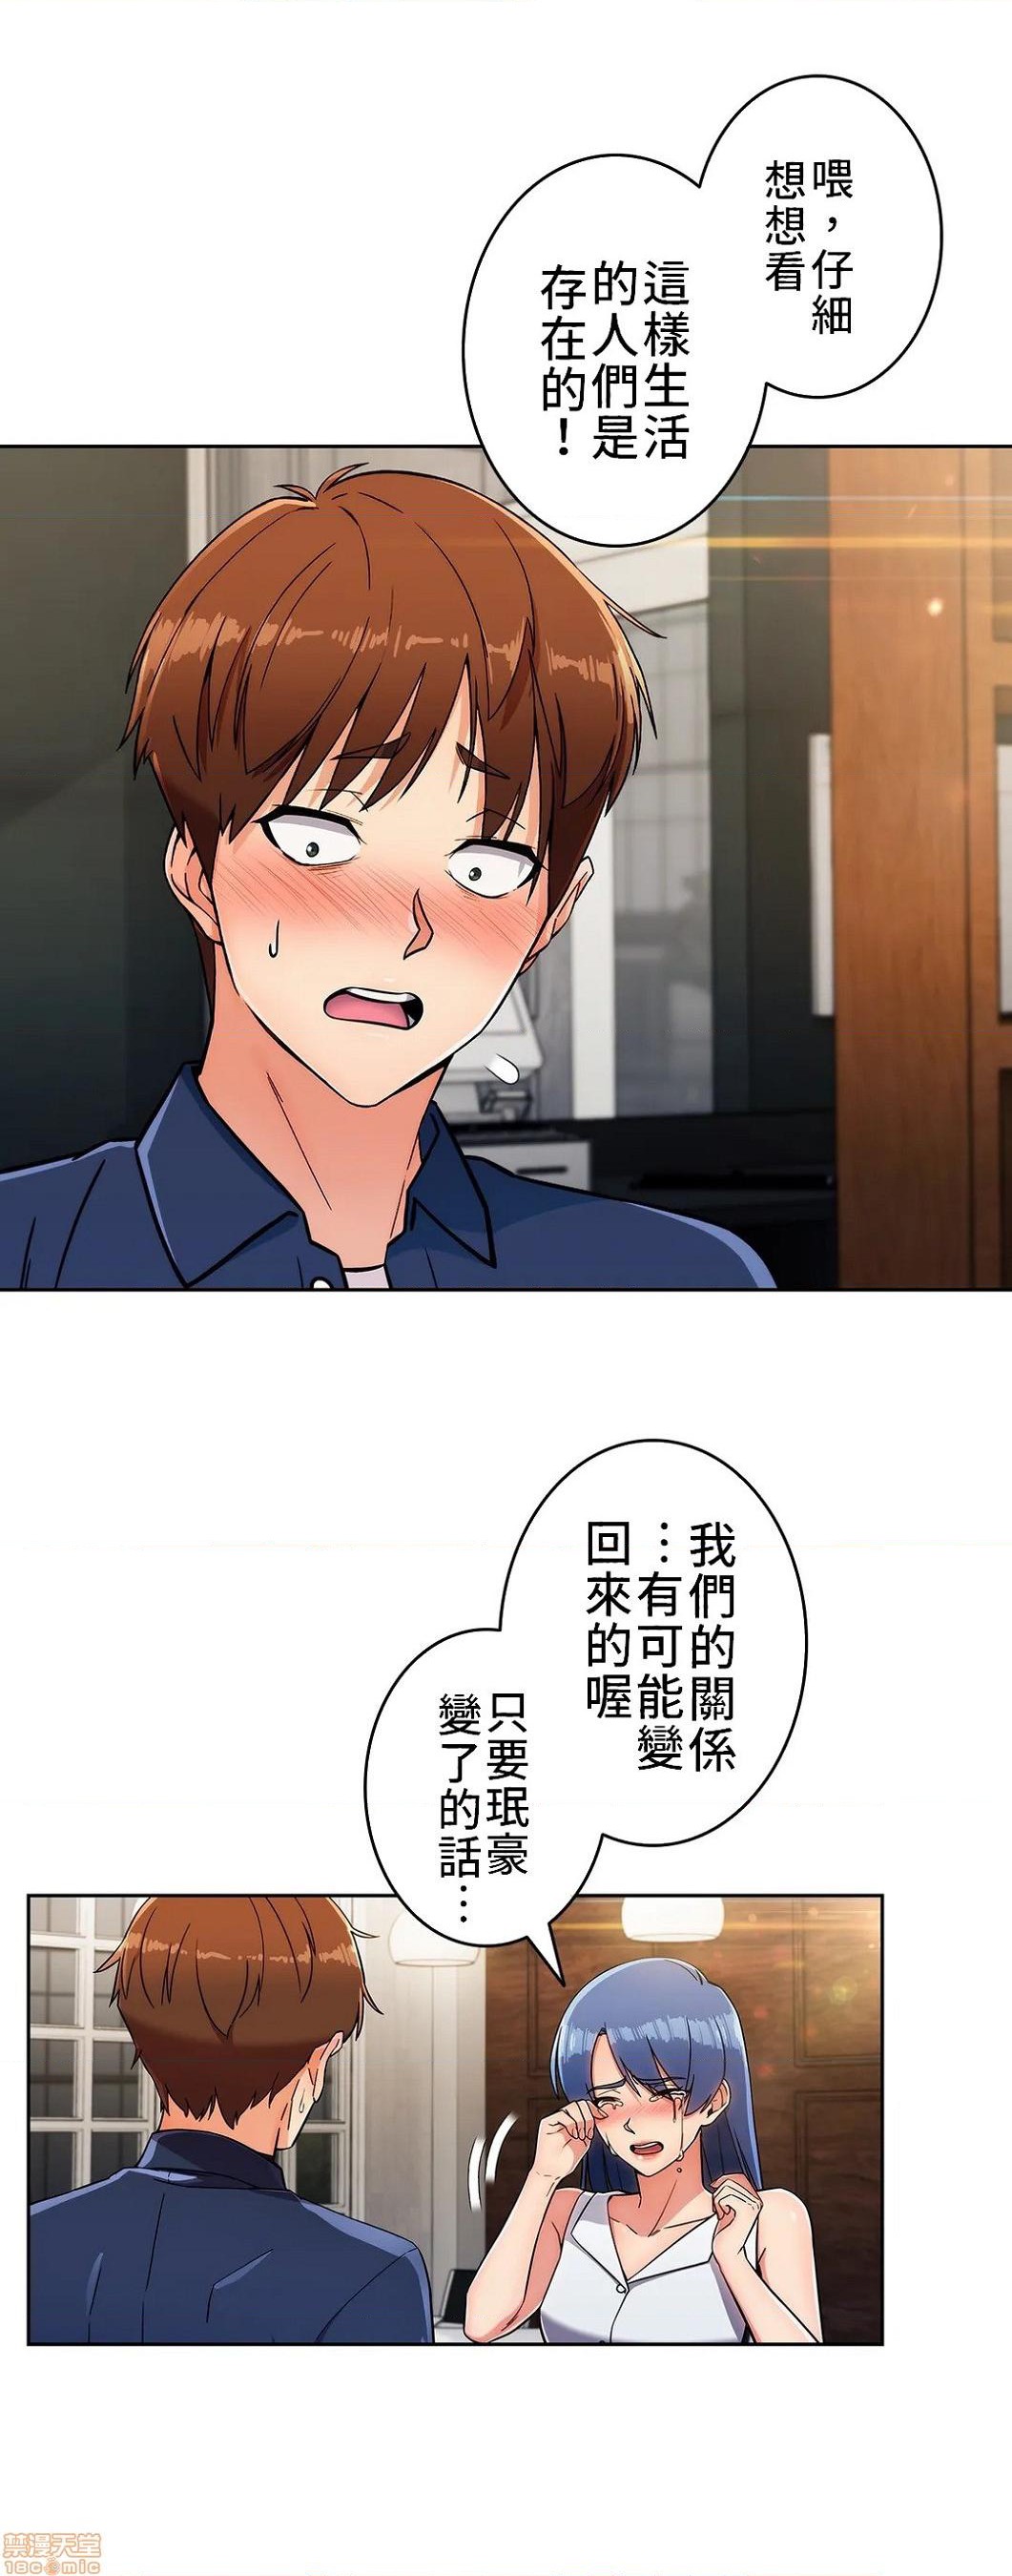 喂，仔細
想想看
這樣生活
的人們是
存在的！
我們的關係
…有可能變
回來的喔
只要珉豪
變了的話…
禁漫天堂
18comic